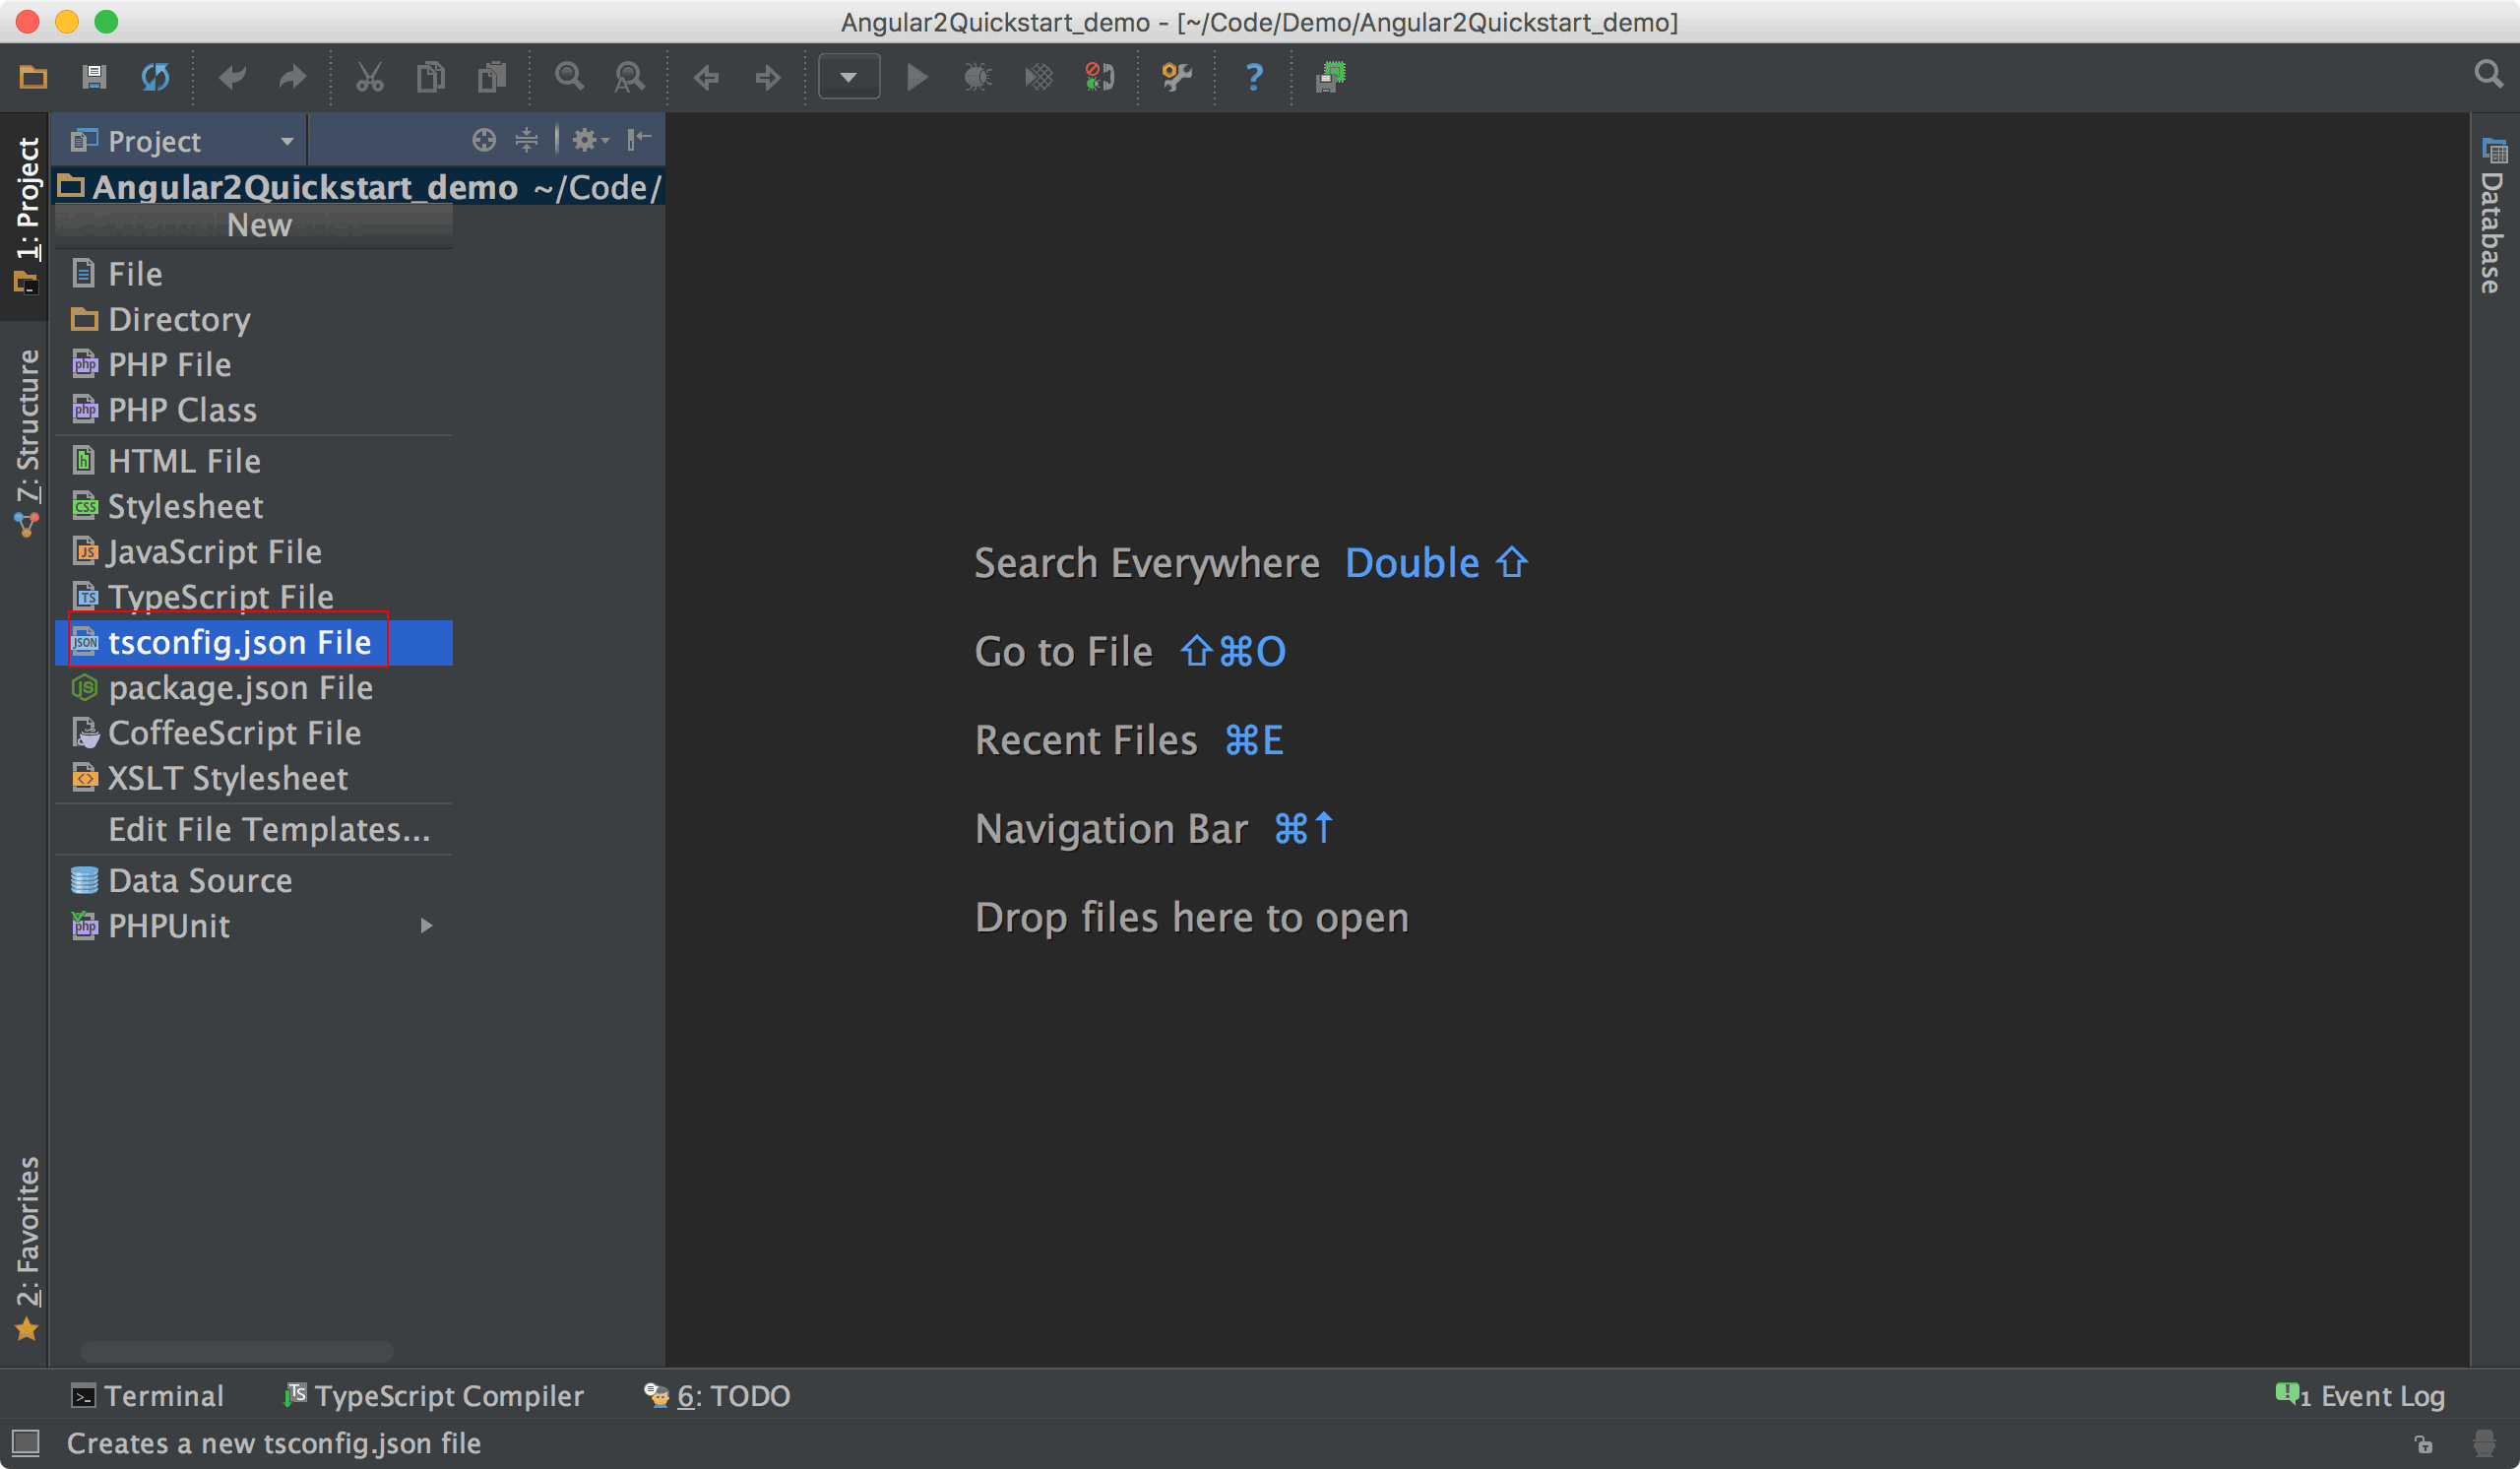 Angular2Quickstart_demo - [~/Code/Demo/Angular2Quickstart_demo]
Project
1: Project
7: Structure
2: Favorites
Database
Angular2Quickstart_demo ~/Code/
New
File
Directory
PHP File
PHP Class
HTML File
Stylesheet
JavaScript File
TypeScript File
tsconfig.json File
package.json File
CoffeeScript File
XSLT Stylesheet
Edit File Templates...
Data Source
PHPUnit
Search Everywhere Double ⇧
Go to File ⇧⌘O
Recent Files ⌘E
Navigation Bar ⌘↑
Drop files here to open
Terminal
TypeScript Compiler
6: TODO
1 Event Log
Creates a new tsconfig.json file